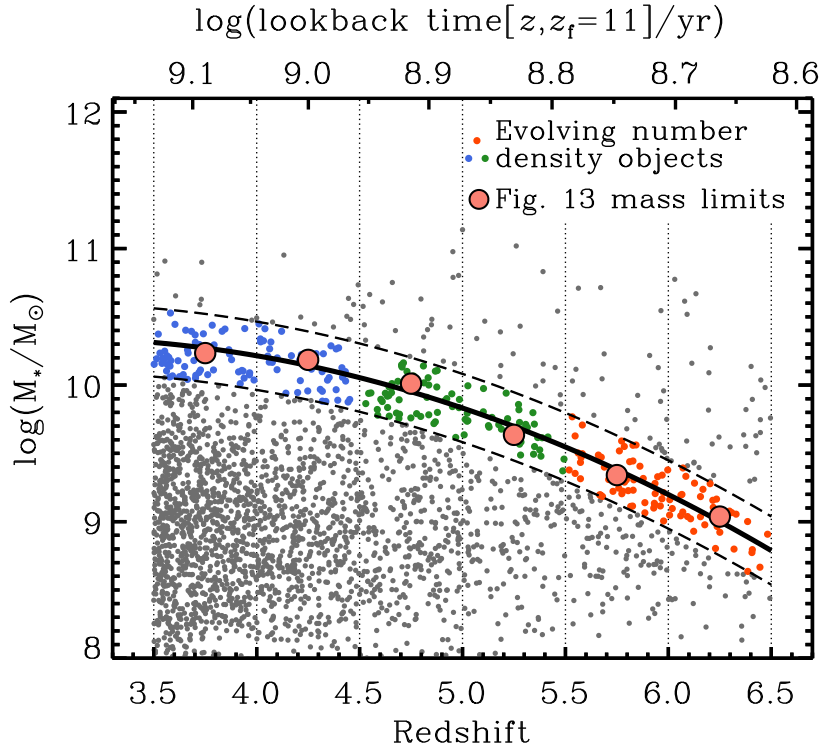 log(lookback time[z,z_f=11]/yr)
9.1 9.0 8.9 8.8 8.7 8.6
12
11
10
9
8
log(M_*/M_⊙)
Evolving number
density objects
Fig. 13 mass limits
3.5 4.0 4.5 5.0 5.5 6.0 6.5
Redshift